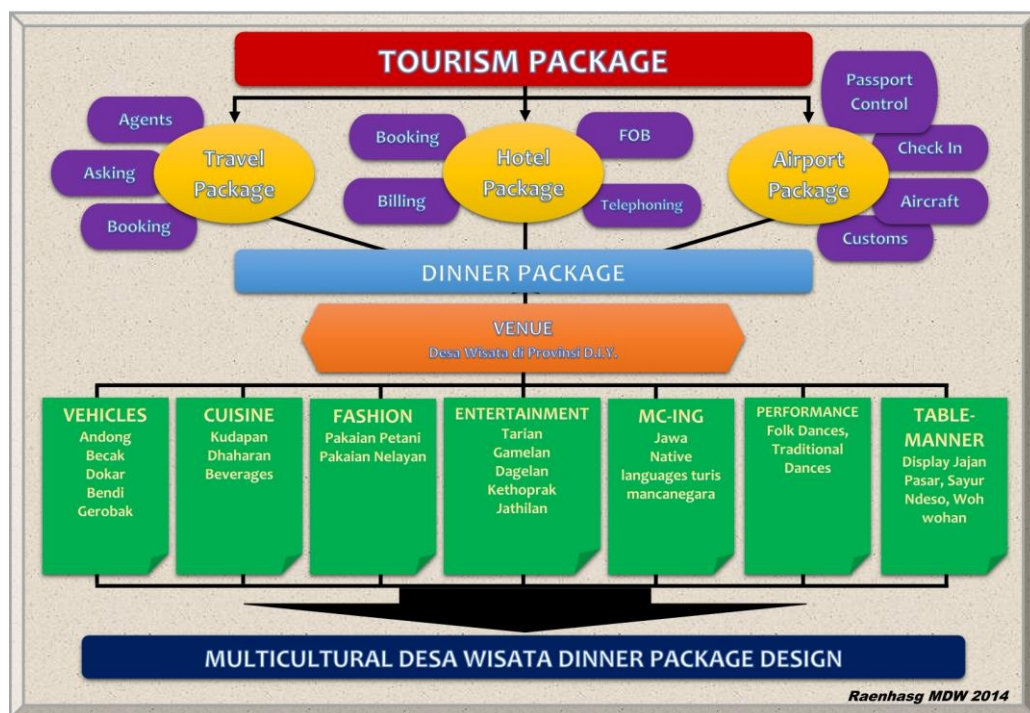 TOURISM PACKAGE
Agents
Asking
Booking
Travel
Package
Booking
Billing
Hotel
Package
FOB
Telephoning
Airport
Package
Passport
Control
Check In
Aircraft
Customs
DINNER PACKAGE
VENUE
Desa Wisata di Provinsi D.I.Y.
VEHICLES
Andong
Becak
Dokar
Bendi
Gerobak
CUISINE
Kudapan
Dhaharan
Beverages
FASHION
Pakaian Petani
Pakaian Nelayan
ENTERTAINMENT
Tarian
Gamelan
Dagelan
Kethoprak
Jathilan
MC-ING
Jawa
Native
languages turis
mancanegara
PERFORMANCE
Folk Dances,
Traditional
Dances
TABLE-
MANNER
Display Jajan
Pasar, Sayur
Ndeso, Woh
wohan
MULTICULTURAL DESA WISATA DINNER PACKAGE DESIGN
Raenhasg MDW 2014